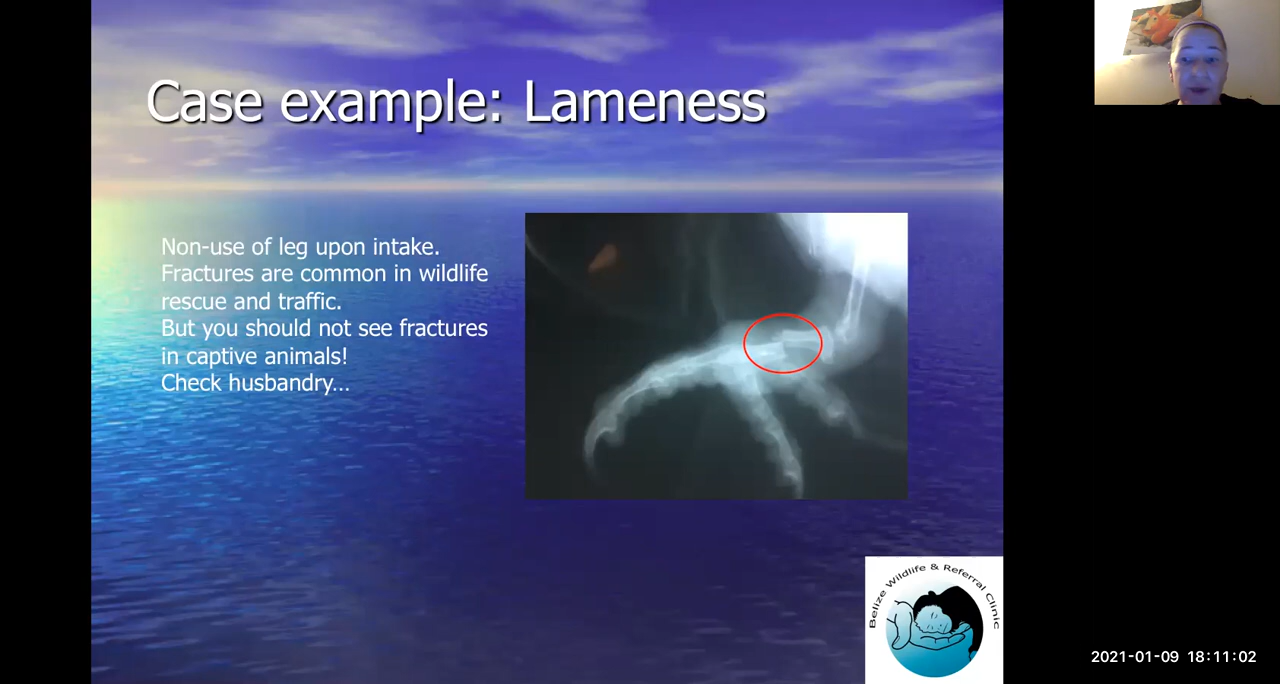 Case example: Lameness
Non-use of leg upon intake.
Fractures are common in wildlife
rescue and traffic.
But you should not see fractures
in captive animals!
Check husbandry…
Belize Wildlife & Referral Clinic
2021-01-09 18:11:02